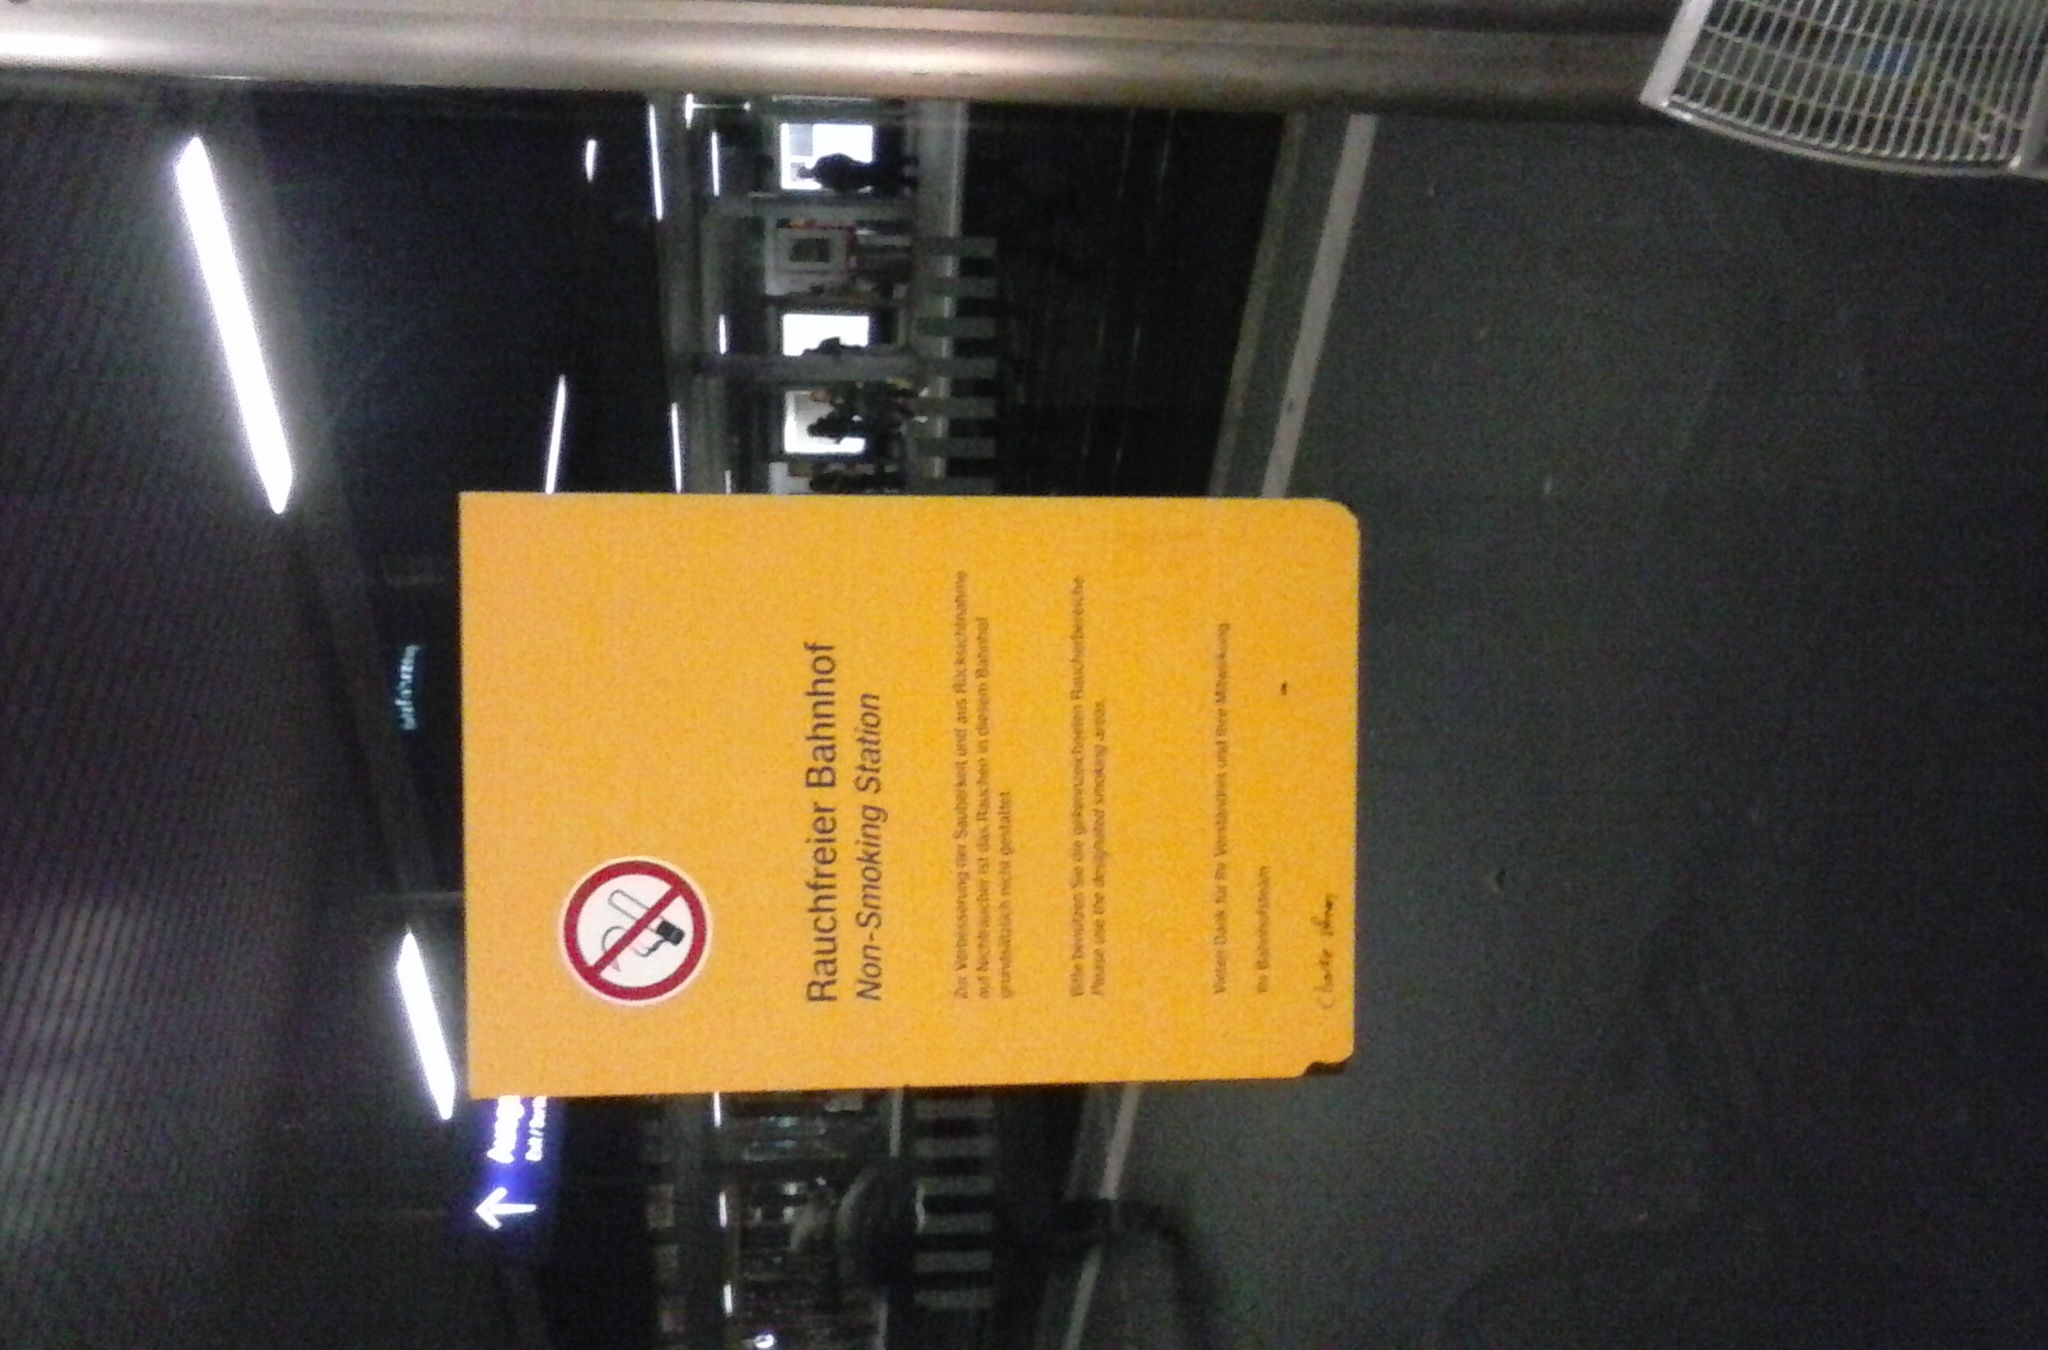 Rauchfreier Bahnhof
Non-Smoking Station
Zur Verbesserung der Sauberkeit und aus Rücksichtnahme
auf Nichtraucher ist das Rauchen in diesem Bahnhof
grundsätzlich nicht gestattet.
Bitte benutzen Sie die gekennzeichneten Raucherbereiche
Please use the designated smoking areas.
Vielen Dank für Ihr Verständnis und Ihre Mitwirkung.
Ihr Bahnhofsteam
Exit /